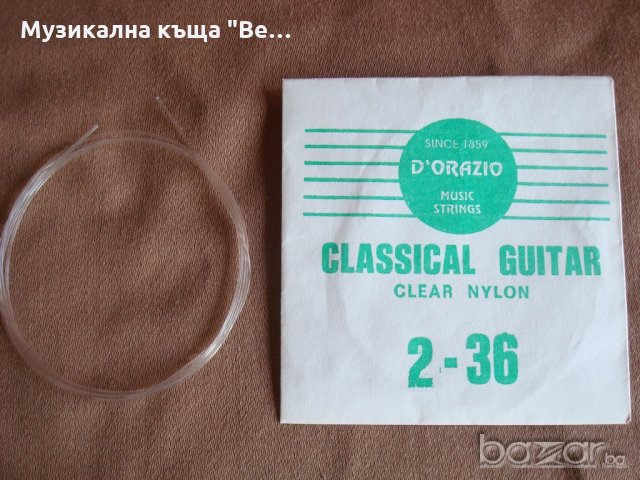 Музикална къща "Ве...
SINCE 1859
D'ORAZIO
MUSIC
STRINGS
CLASSICAL GUITAR
CLEAR NYLON
2-36
bazar.bg